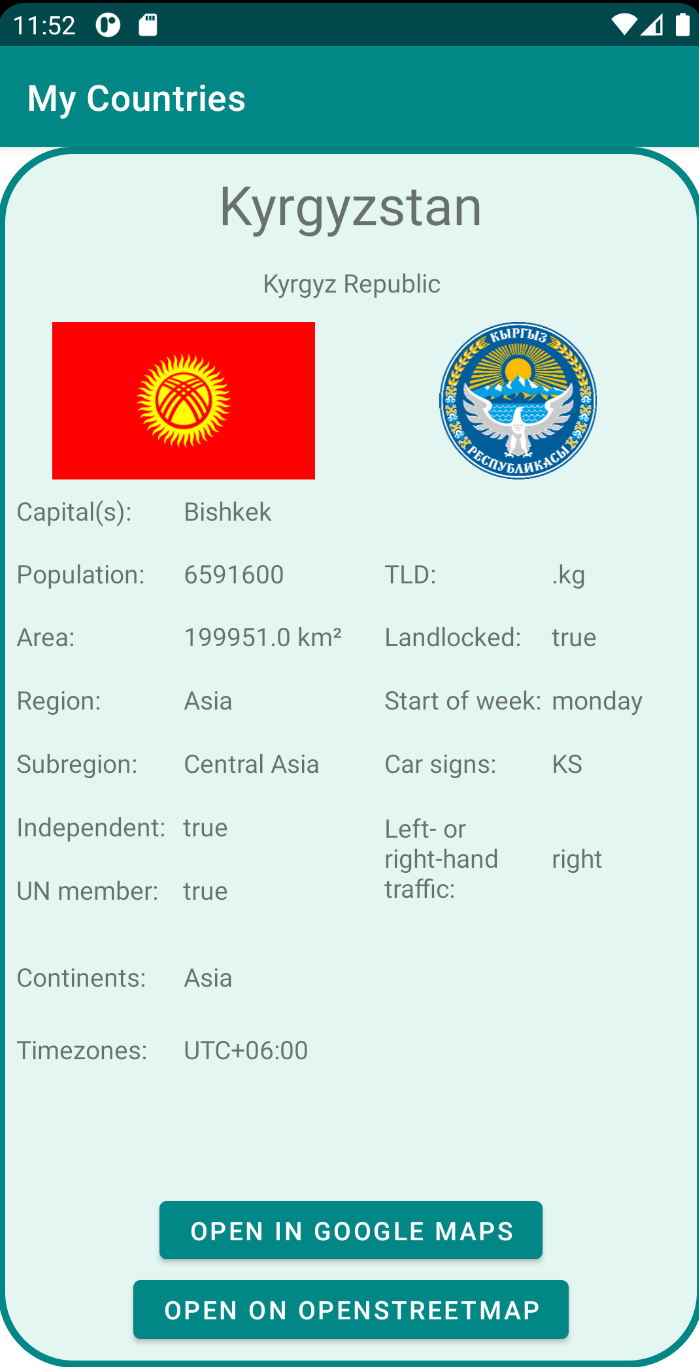 11:52
My Countries
Kyrgyzstan
Kyrgyz Republic
КЫРГЫЗ
РЕСПУБЛИКАСЫ
Capital(s): Bishkek
Population: 6591600 TLD: .kg
Area: 199951.0 km² Landlocked: true
Region: Asia Start of week: monday
Subregion: Central Asia Car signs: KS
Independent: true
Left- or
right-hand
traffic:
right
UN member: true
Continents: Asia
Timezones: UTC+06:00
OPEN IN GOOGLE MAPS
OPEN ON OPENSTREETMAP